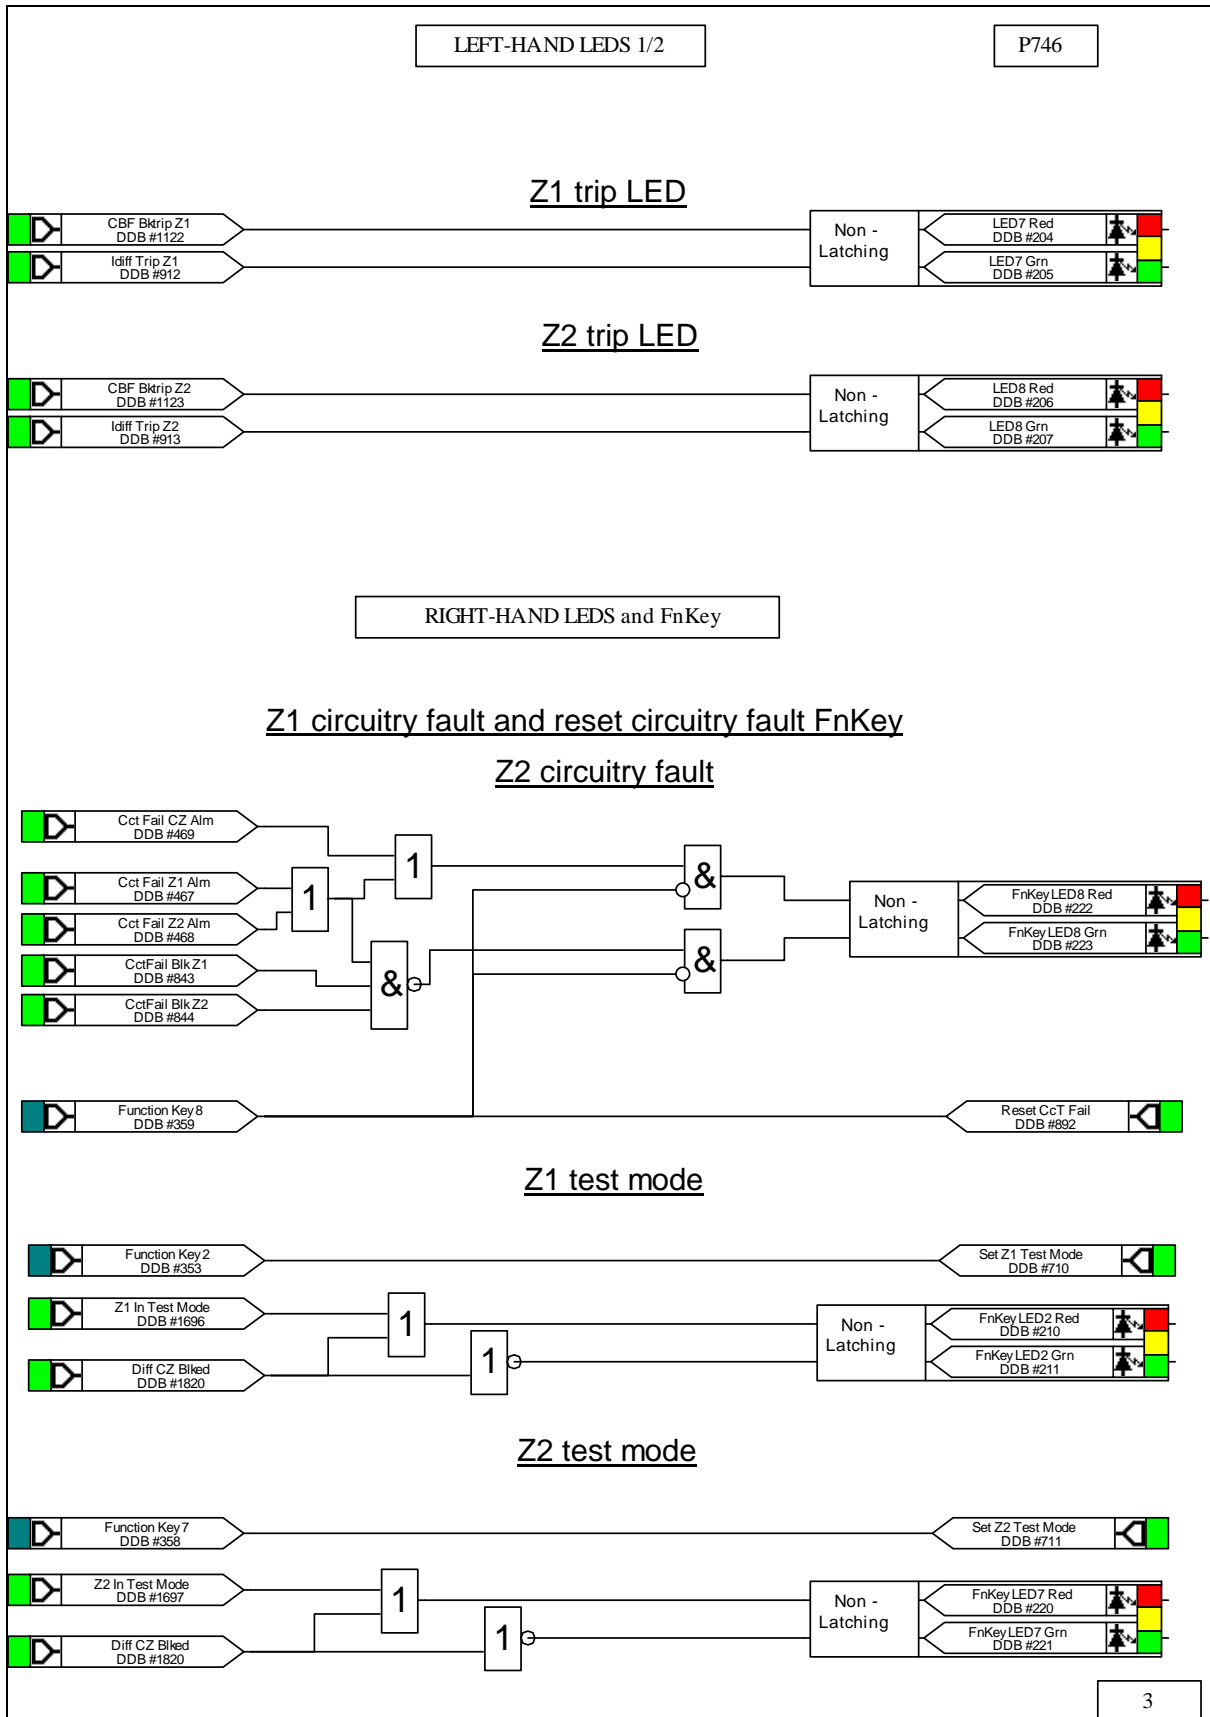 LEFT-HAND LEDS 1/2
P746
Z1 trip LED
CBF Bktrip Z1
DDB #1122
Idiff Trip Z1
DDB #912
Non -
Latching
LED7 Red
DDB #204
LED7 Grn
DDB #205
Z2 trip LED
CBF Bktrip Z2
DDB #1123
Idiff Trip Z2
DDB #913
Non -
Latching
LED8 Red
DDB #206
LED8 Grn
DDB #207
RIGHT-HAND LEDS and FnKey
Z1 circuitry fault and reset circuitry fault FnKey
Z2 circuitry fault
Cct Fail CZ Alm
DDB #469
Cct Fail Z1 Alm
DDB #467
Cct Fail Z2 Alm
DDB #468
CctFail Blk Z1
DDB #843
CctFail Blk Z2
DDB #844
1
1
&
&
&
Non -
Latching
FnKey LED8 Red
DDB #222
FnKey LED8 Grn
DDB #223
Function Key 8
DDB #359
Reset CcT Fail
DDB #892
Z1 test mode
Function Key 2
DDB #353
Set Z1 Test Mode
DDB #710
Z1 In Test Mode
DDB #1696
Diff CZ Blked
DDB #1820
1
1
Non -
Latching
FnKey LED2 Red
DDB #210
FnKey LED2 Grn
DDB #211
Z2 test mode
Function Key 7
DDB #358
Set Z2 Test Mode
DDB #711
Z2 In Test Mode
DDB #1697
Diff CZ Blked
DDB #1820
1
1
Non -
Latching
FnKey LED7 Red
DDB #220
FnKey LED7 Grn
DDB #221
3